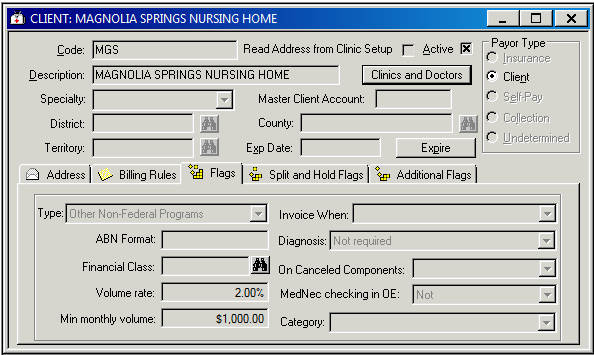 CLIENT: MAGNOLIA SPRINGS NURSING HOME
Code: MGS Read Address from Clinic Setup Active
Payor Type
Insurance
Description: MAGNOLIA SPRINGS NURSING HOME Clinics and Doctors
Client
Specialty: Master Client Account:
Self-Pay
District: County:
Collection
Territory: Exp Date: Expire
Undetermined
Address Billing Rules Flags Split and Hold Flags Additional Flags
Type: Other Non-Federal Programs Invoice When:
ABN Format: Diagnosis: Not required
Financial Class: On Canceled Components:
Volume rate: 2.00% MedNec checking in OE: Not
Min monthly volume: $1,000.00 Category: